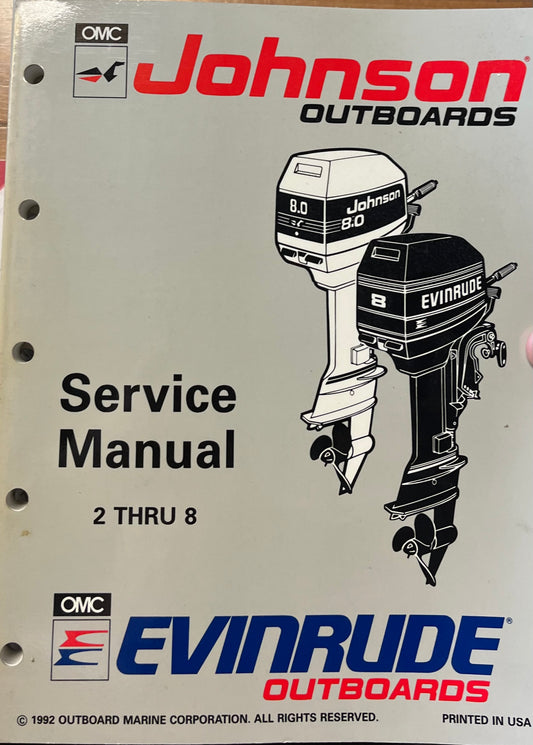 OMC
Johnson®
OUTBOARDS
8.0
Johnson
8.0
8
EVINRUDE
Service
Manual
2 THRU 8
OMC
EVINRUDE®
OUTBOARDS
© 1992 OUTBOARD MARINE CORPORATION. ALL RIGHTS RESERVED.
PRINTED IN USA